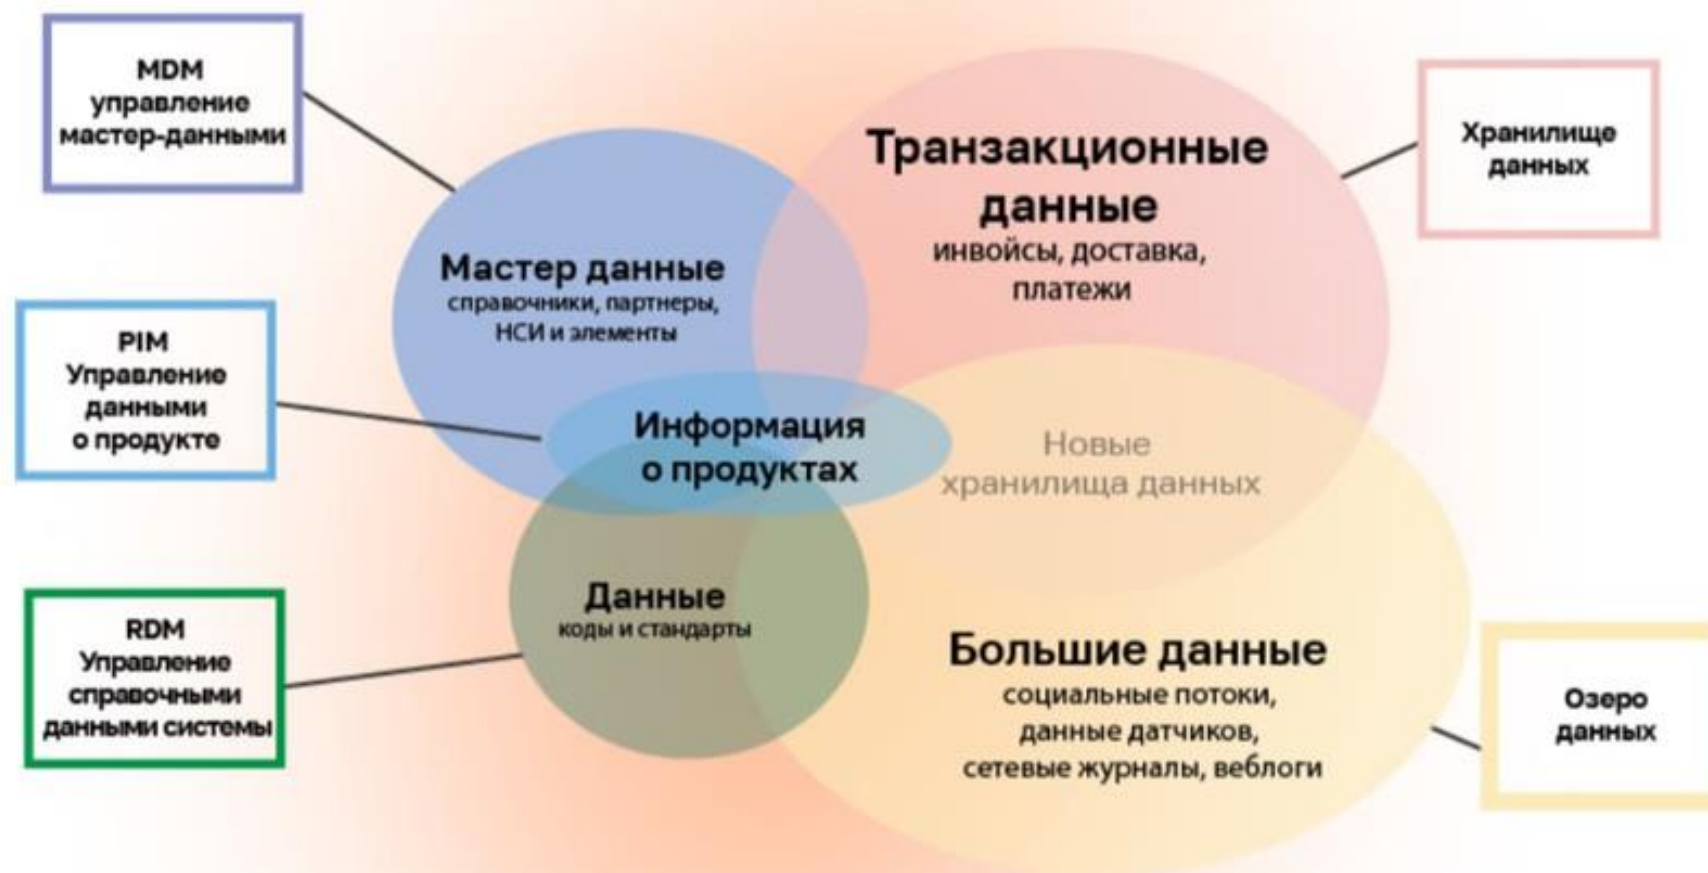 MDM
управление
мастер-данными
PIM
Управление
данными
о продукте
RDM
Управление
справочными
данными системы
Мастер данные
справочники, партнеры,
НСИ и элементы
Информация
о продуктах
Данные
коды и стандарты
Транзакционные
данные
инвойсы, доставка,
платежи
Новые
хранилища данных
Большие данные
социальные потоки,
данные датчиков,
сетевые журналы, веблоги
Хранилище
данных
Озеро
данных